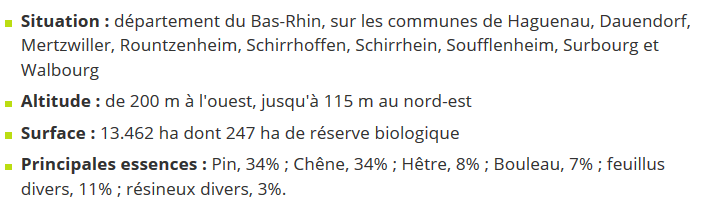 Situation : département du Bas-Rhin, sur les communes de Haguenau, Dauendorf,
Mertzwiller, Rountzenheim, Schirrhoffen, Schirrhein, Soufflenheim, Surbourg et
Walbourg
Altitude : de 200 m à l'ouest, jusqu'à 115 m au nord-est
Surface : 13.462 ha dont 247 ha de réserve biologique
Principales essences : Pin, 34% ; Chêne, 34% ; Hêtre, 8% ; Bouleau, 7% ; feuillus
divers, 11% ; résineux divers, 3%.